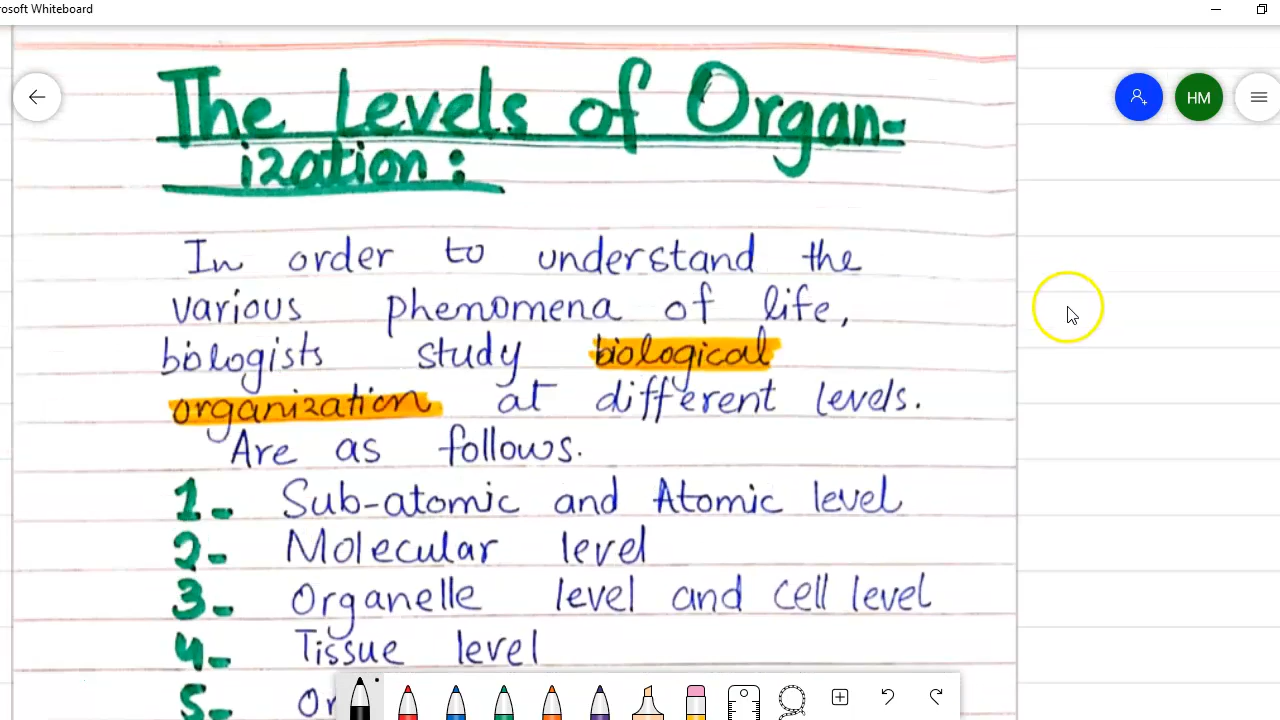 rosoft Whiteboard
The Levels of Organ-
ization:
HM
In order to understand the
various phenomena of life,
biologists study biological
organization at different levels.
Are as follows.
1- Sub-atomic and Atomic level
2- Molecular level
3- Organelle level and cell level
4- Tissue level
5- Or